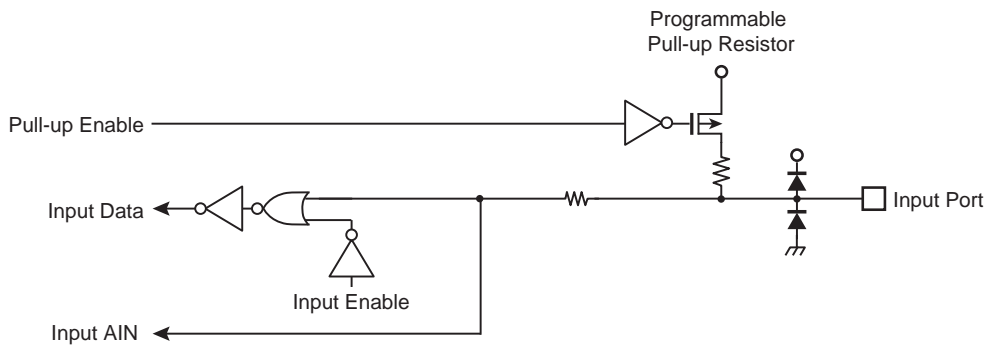 Programmable
Pull-up Resistor
Pull-up Enable
Input Data
Input Port
Input Enable
Input AIN